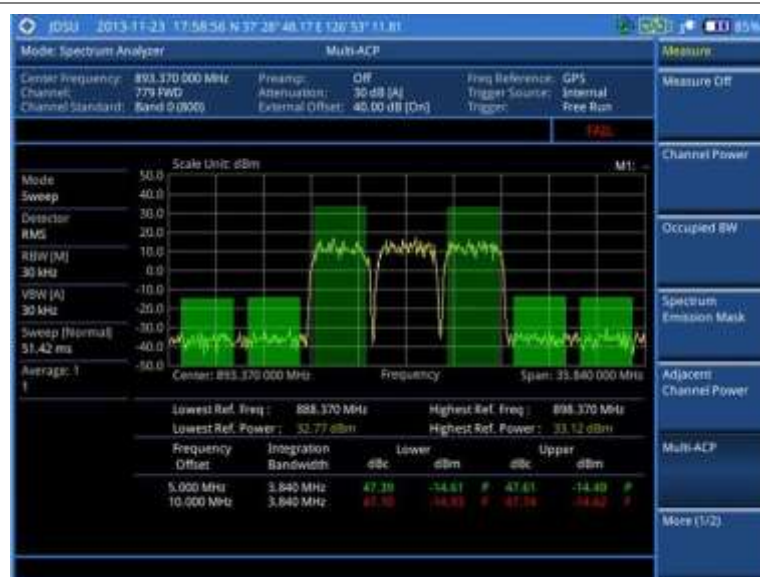 JDSU 2013-11-23 17:58:56 N 37° 28' 48.17 E 126° 53' 11.81 85%
Mode: Spectrum Analyzer Multi-ACP Measure
Center Frequency: 893.370 000 MHz Preamp: Off Freq Reference: GPS
Channel: 779 FWD Attenuation: 30 dB [A] Trigger Source: Internal
Channel Standard: Band 0 (800) External Offset: 40.00 dB [On] Trigger: Free Run
Measure Off
FAIL
Channel Power
Scale Unit: dBm M1: --
Mode
Sweep
Detector
RMS
RBW [M]
30 kHz
VBW [A]
30 kHz
Sweep [Normal]
51.42 ms
Average: 1
1
50.0
40.0
30.0
20.0
10.0
0.0
-10.0
-20.0
-30.0
-40.0
-50.0
Center: 893.370 000 MHz Frequency Span: 35.840 000 MHz
Occupied BW
Spectrum
Emission Mask
Adjacent
Channel Power
Multi-ACP
More (1/2)
Lowest Ref. Freq : 888.370 MHz Highest Ref. Freq : 898.370 MHz
Lowest Ref. Power : 32.77 dBm Highest Ref. Power : 33.12 dBm
Frequency Integration Lower Upper
Offset Bandwidth dBc dBm dBc dBm
5.000 MHz 3.840 MHz 47.39 -14.61 P 47.61 -14.49 P
10.000 MHz 3.840 MHz